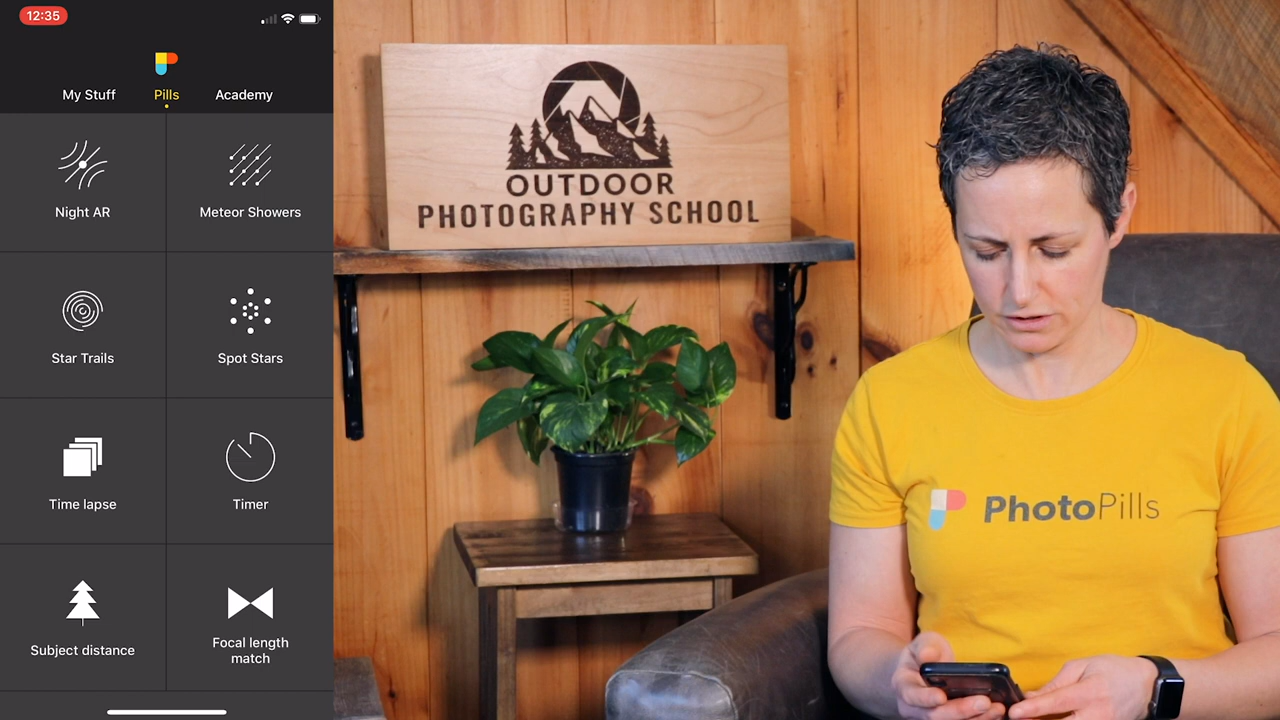 12:35
My Stuff Pills Academy
Night AR Meteor Showers
Star Trails Spot Stars
Time lapse Timer
Subject distance Focal length
match
OUTDOOR
PHOTOGRAPHY SCHOOL
PhotoPills